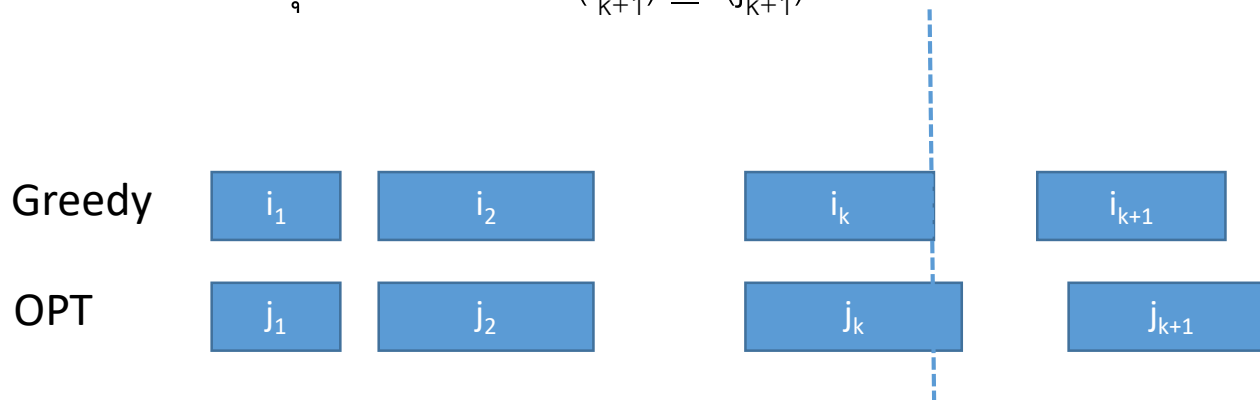 Greedy i₁ i₂ iₖ iₖ₊₁
OPT j₁ j₂ jₖ jₖ₊₁